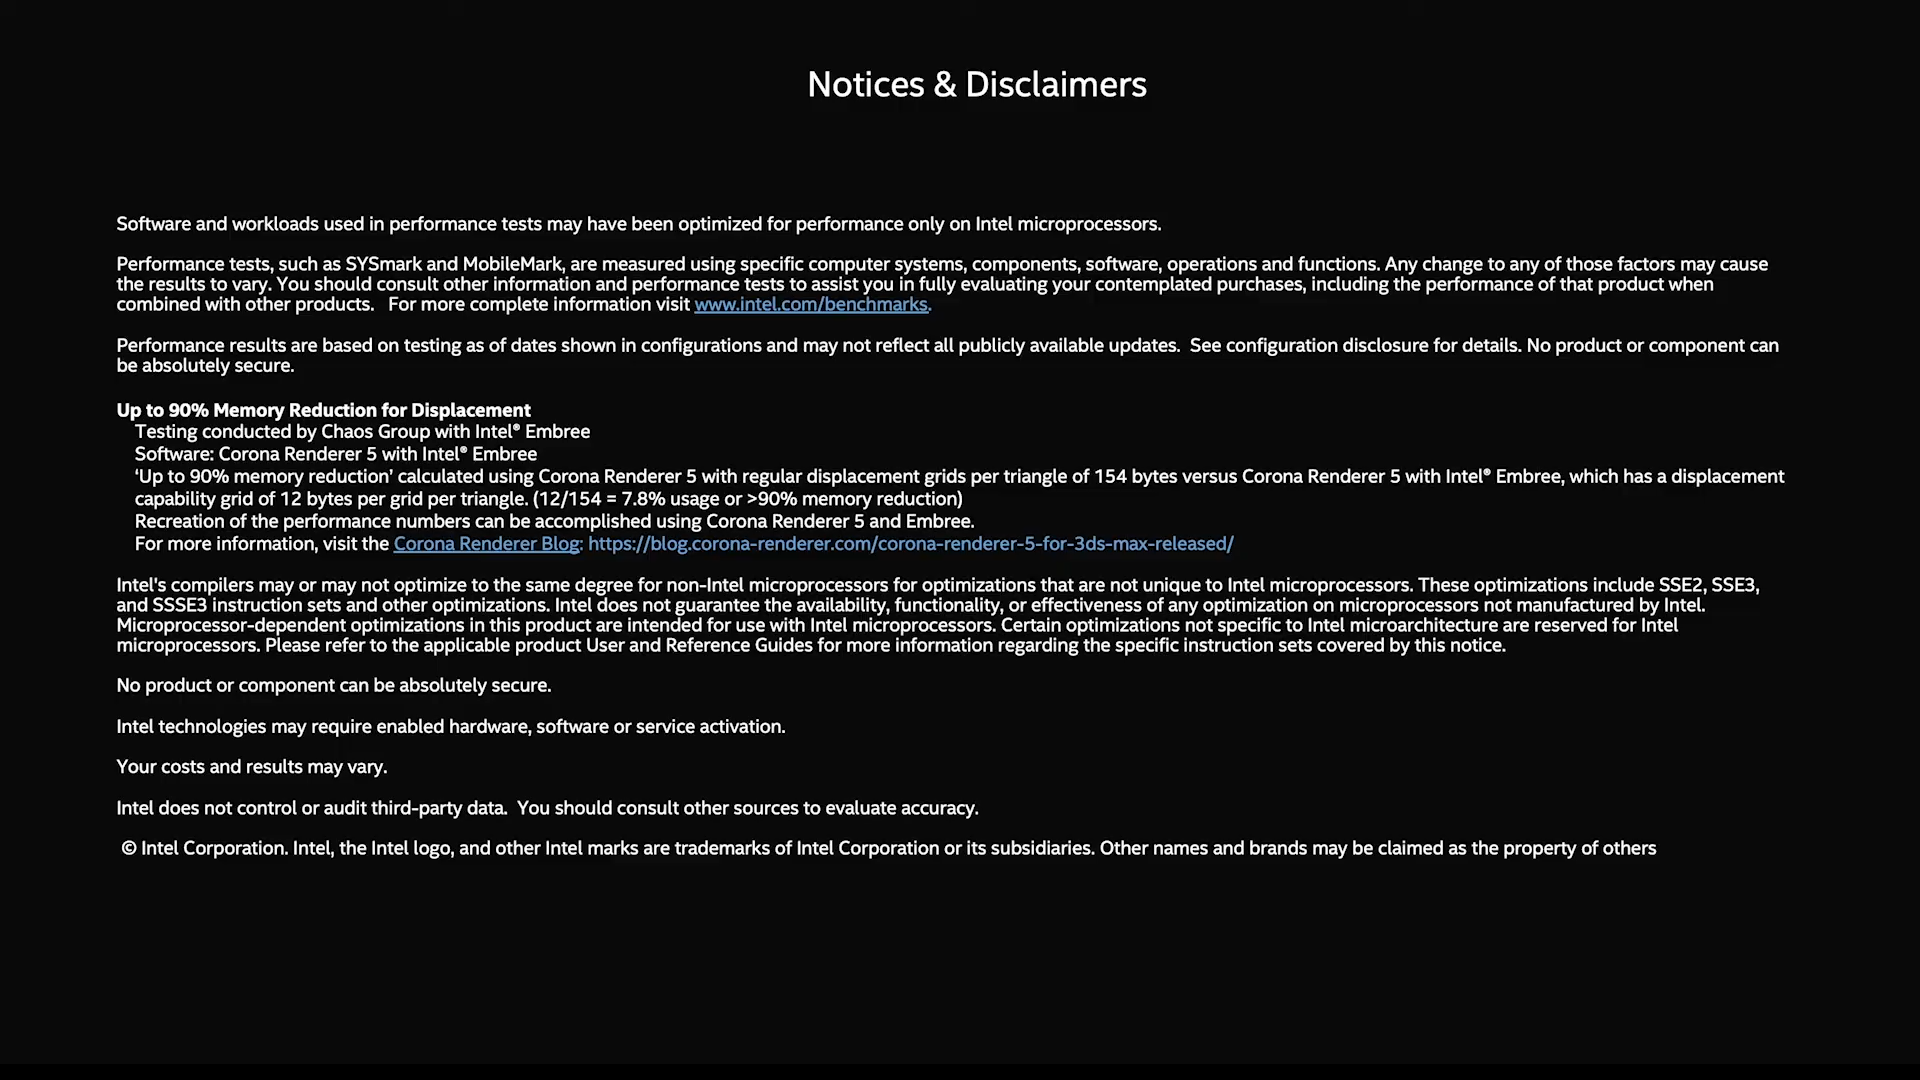 Notices & Disclaimers
Software and workloads used in performance tests may have been optimized for performance only on Intel microprocessors.
Performance tests, such as SYSmark and MobileMark, are measured using specific computer systems, components, software, operations and functions. Any change to any of those factors may cause
the results to vary. You should consult other information and performance tests to assist you in fully evaluating your contemplated purchases, including the performance of that product when
combined with other products.   For more complete information visit www.intel.com/benchmarks.
Performance results are based on testing as of dates shown in configurations and may not reflect all publicly available updates.  See configuration disclosure for details. No product or component can
be absolutely secure.
Up to 90% Memory Reduction for Displacement
Testing conducted by Chaos Group with Intel® Embree
Software: Corona Renderer 5 with Intel® Embree
‘Up to 90% memory reduction’ calculated using Corona Renderer 5 with regular displacement grids per triangle of 154 bytes versus Corona Renderer 5 with Intel® Embree, which has a displacement
capability grid of 12 bytes per grid per triangle. (12/154 = 7.8% usage or >90% memory reduction)
Recreation of the performance numbers can be accomplished using Corona Renderer 5 and Embree.
For more information, visit the Corona Renderer Blog: https://blog.corona-renderer.com/corona-renderer-5-for-3ds-max-released/
Intel's compilers may or may not optimize to the same degree for non-Intel microprocessors for optimizations that are not unique to Intel microprocessors. These optimizations include SSE2, SSE3,
and SSSE3 instruction sets and other optimizations. Intel does not guarantee the availability, functionality, or effectiveness of any optimization on microprocessors not manufactured by Intel.
Microprocessor-dependent optimizations in this product are intended for use with Intel microprocessors. Certain optimizations not specific to Intel microarchitecture are reserved for Intel
microprocessors. Please refer to the applicable product User and Reference Guides for more information regarding the specific instruction sets covered by this notice.
No product or component can be absolutely secure.
Intel technologies may require enabled hardware, software or service activation.
Your costs and results may vary.
Intel does not control or audit third-party data.  You should consult other sources to evaluate accuracy.
© Intel Corporation. Intel, the Intel logo, and other Intel marks are trademarks of Intel Corporation or its subsidiaries. Other names and brands may be claimed as the property of others